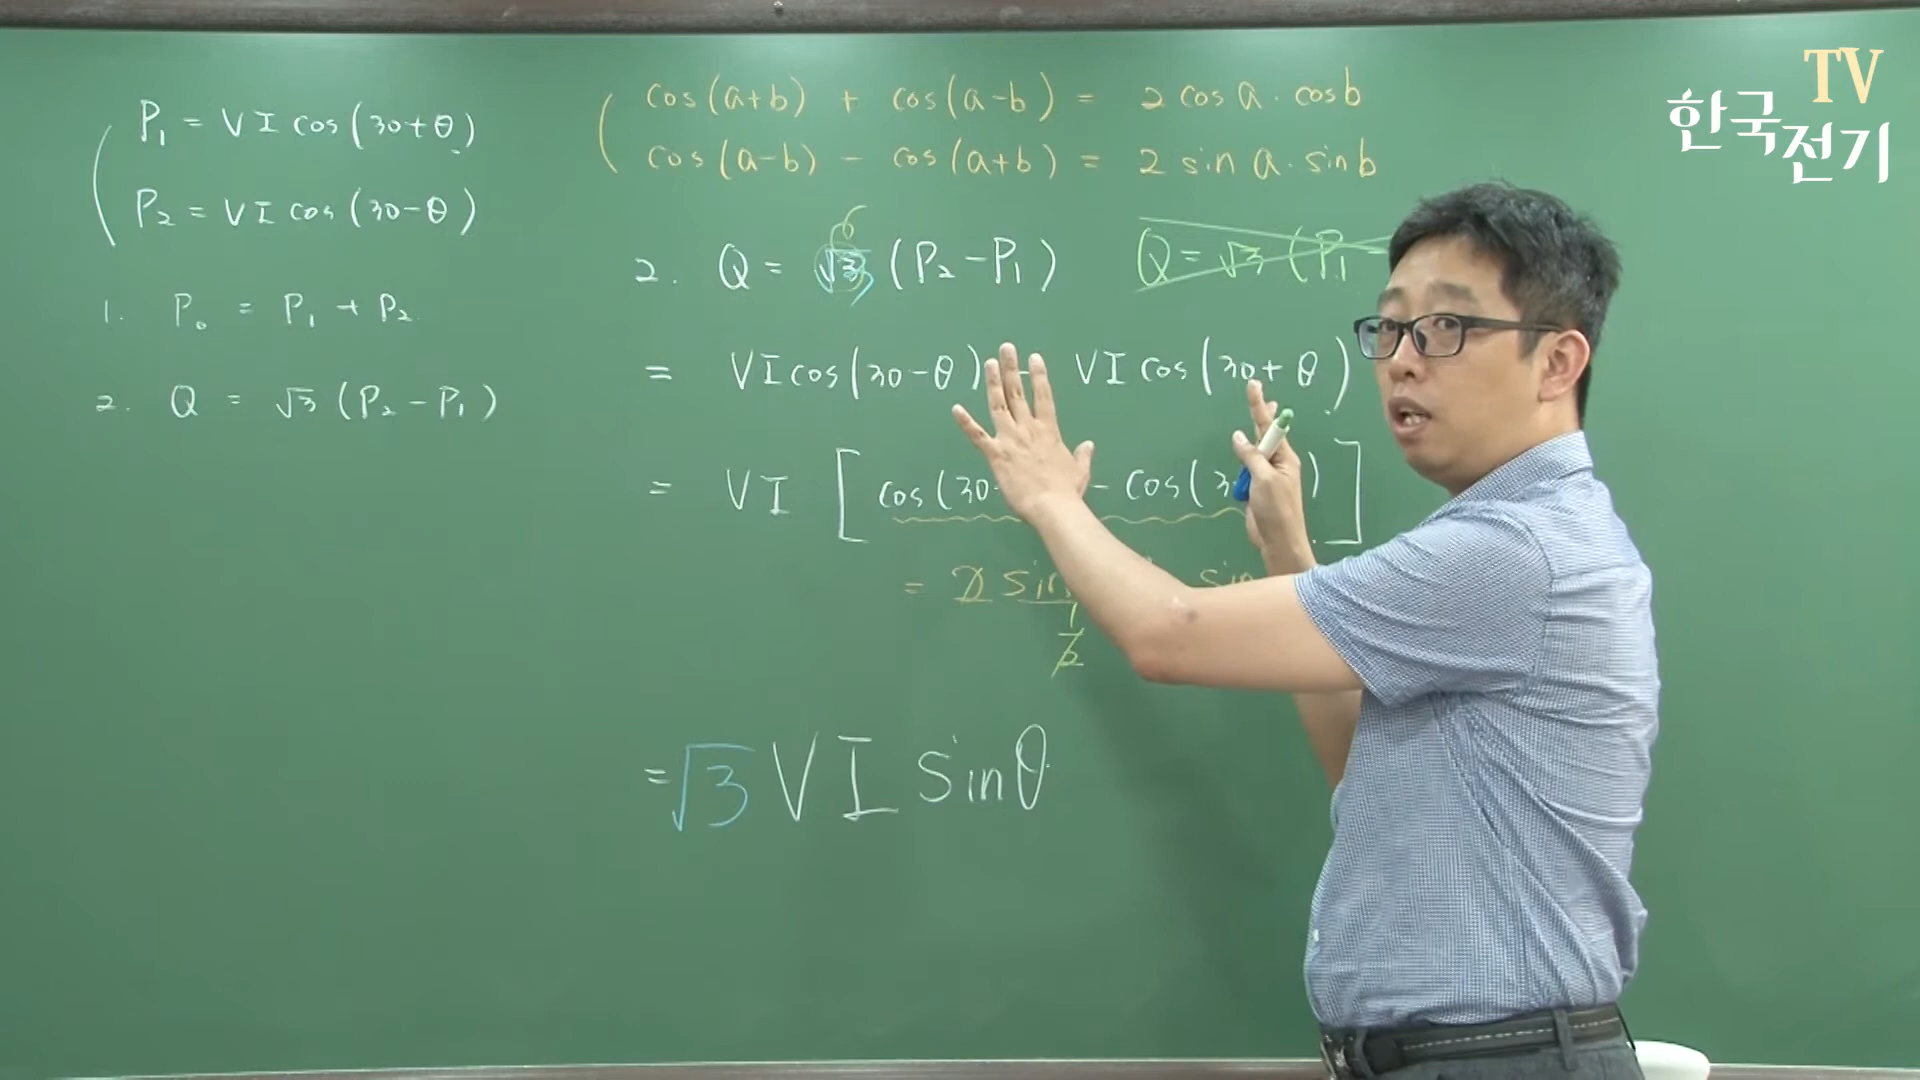 P₁ = VI cos(30+θ)
P₂ = VI cos(30-θ)
1. P₀ = P₁ + P₂
2. Q = √3 (P₂ - P₁)
cos(a+b) + cos(a-b) = 2 cos a · cos b
cos(a-b) - cos(a+b) = 2 sin a · sin b
2. Q = √3 (P₂ - P₁)
Q = √3 (P₁ -
= VI cos(30-θ) - VI cos(30+θ)
= VI [ cos(30- - cos(3 ) ]
= 2 sin sin
1
2
= √3 VI sinθ
TV
한국
전기